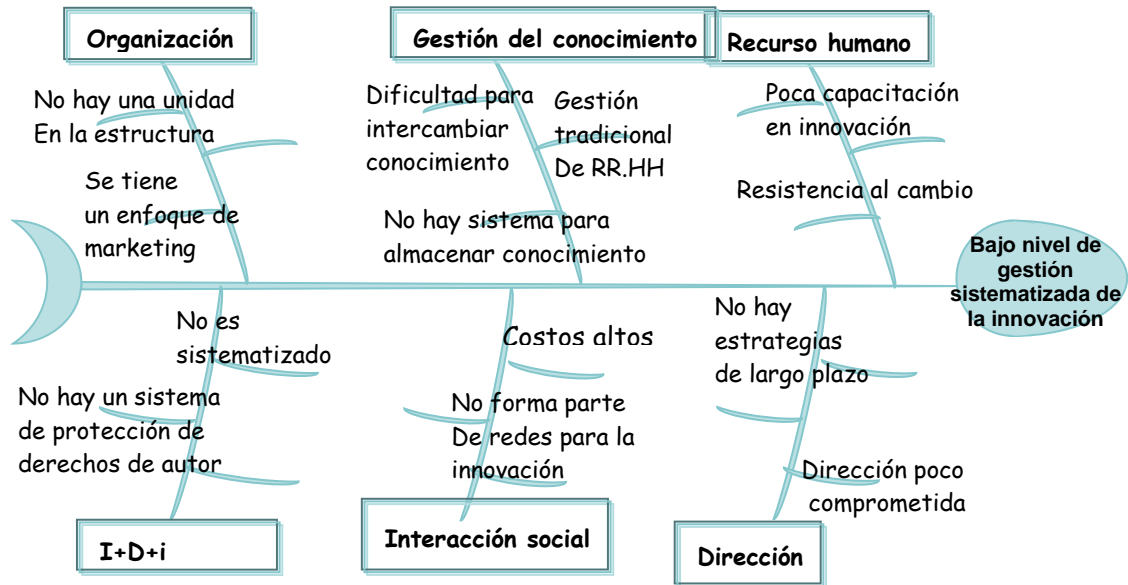 Organización
Gestión del conocimiento
Recurso humano
No hay una unidad
En la estructura
Se tiene
un enfoque de
marketing
Dificultad para
intercambiar
conocimiento
Gestión
tradicional
De RR.HH
No hay sistema para
almacenar conocimiento
Poca capacitación
en innovación
Resistencia al cambio
Bajo nivel de
gestión
sistematizada de
la innovación
No es
sistematizado
No hay un sistema
de protección de
derechos de autor
Costos altos
No forma parte
De redes para la
innovación
No hay
estrategias
de largo plazo
Dirección poco
comprometida
I+D+i
Interacción social
Dirección